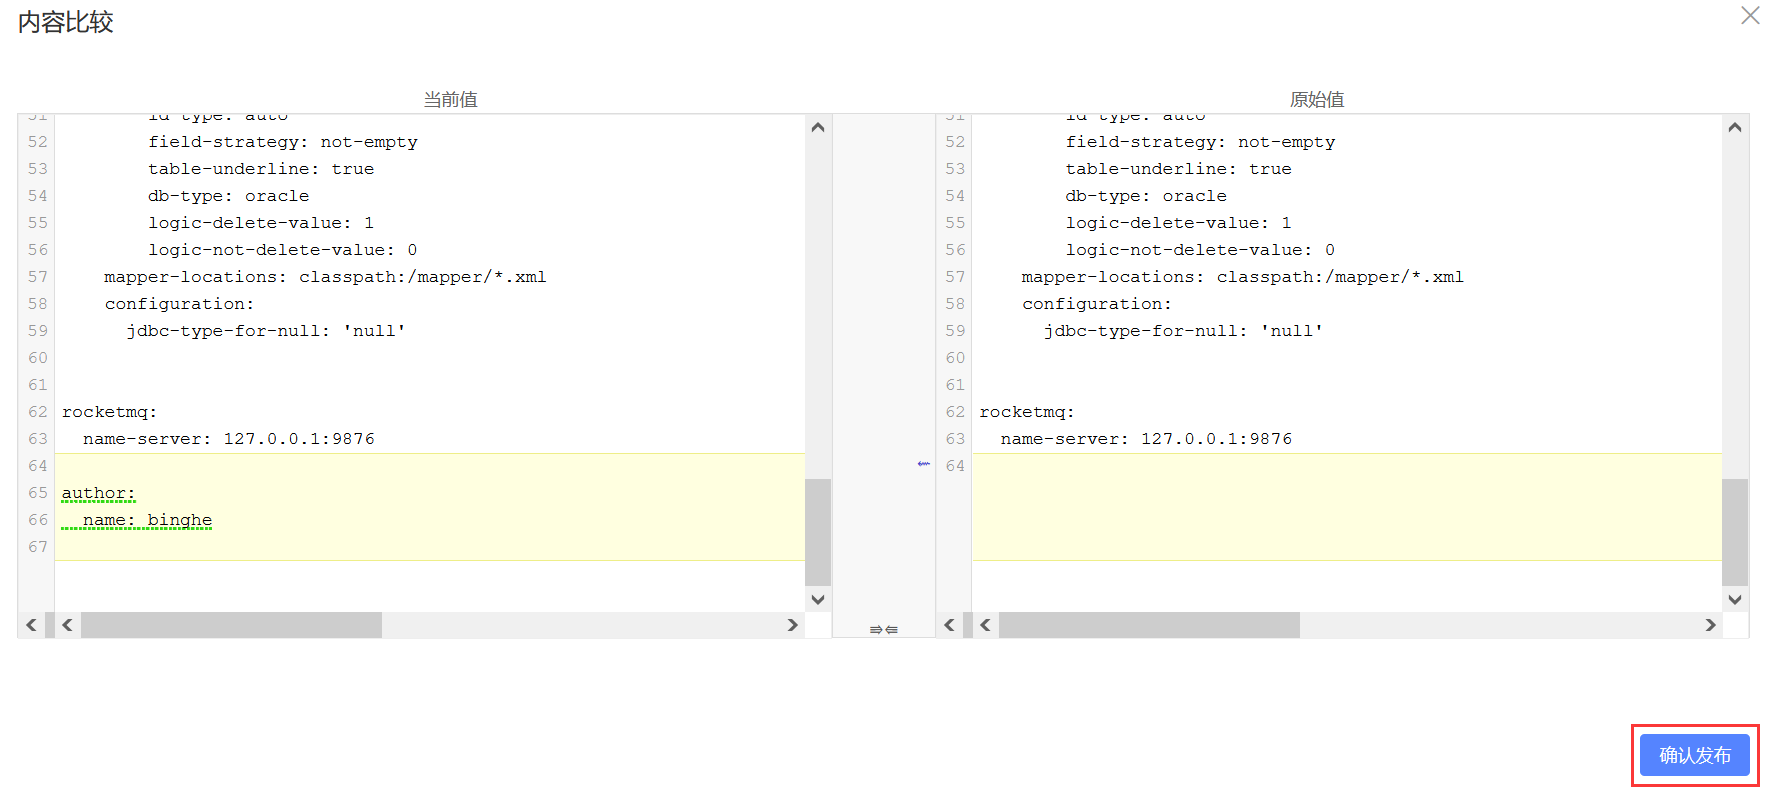 内容比较
当前值
51 id-type: auto
52 field-strategy: not-empty
53 table-underline: true
54 db-type: oracle
55 logic-delete-value: 1
56 logic-not-delete-value: 0
57 mapper-locations: classpath:/mapper/*.xml
58 configuration:
59 jdbc-type-for-null: 'null'
60
61
62 rocketmq:
63 name-server: 127.0.0.1:9876
64
65 author:
66 name: binghe
67
原始值
51 id-type: auto
52 field-strategy: not-empty
53 table-underline: true
54 db-type: oracle
55 logic-delete-value: 1
56 logic-not-delete-value: 0
57 mapper-locations: classpath:/mapper/*.xml
58 configuration:
59 jdbc-type-for-null: 'null'
60
61
62 rocketmq:
63 name-server: 127.0.0.1:9876
64
确认发布